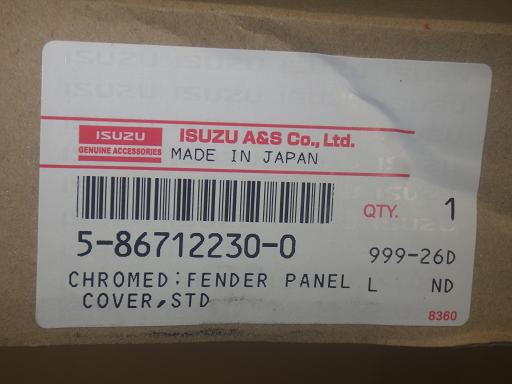 ISUZU
GENUINE ACCESSORIES
ISUZU A&S Co., Ltd.
MADE IN JAPAN
QTY. 1
5-86712230-0
999-26D
CHROMED:FENDER PANEL L ND
COVER,STD
8360